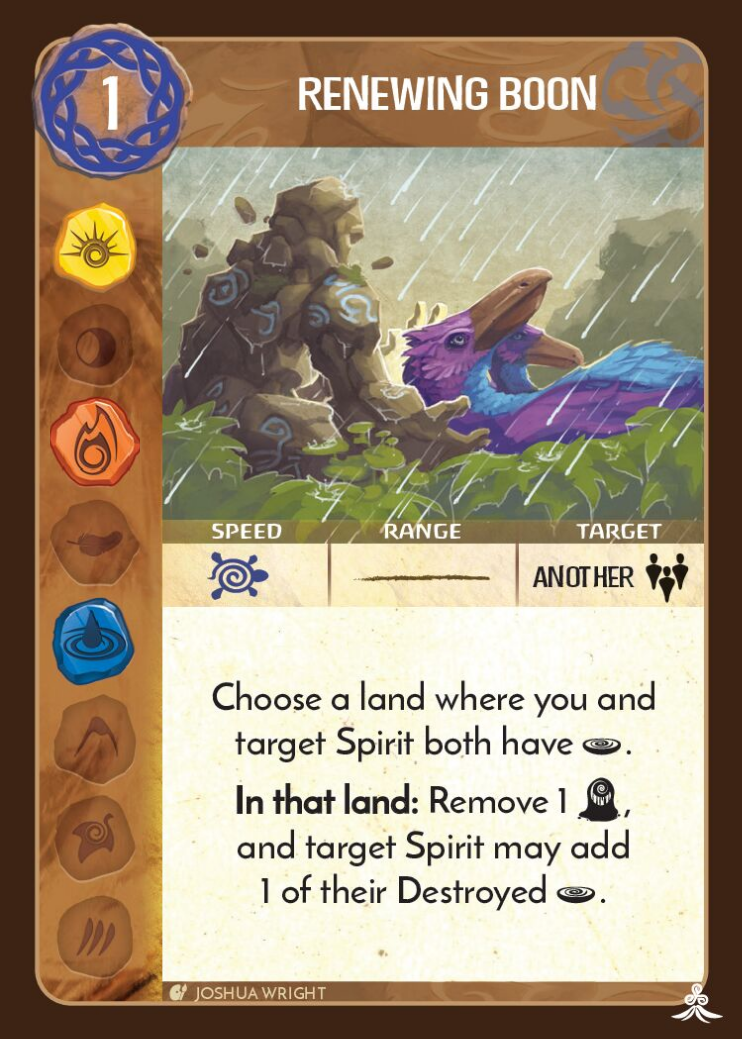 1
RENEWING BOON
SPEED RANGE TARGET
ANOTHER
Choose a land where you and
target Spirit both have .
In that land: Remove 1 ,
and target Spirit may add
1 of their Destroyed .
JOSHUA WRIGHT